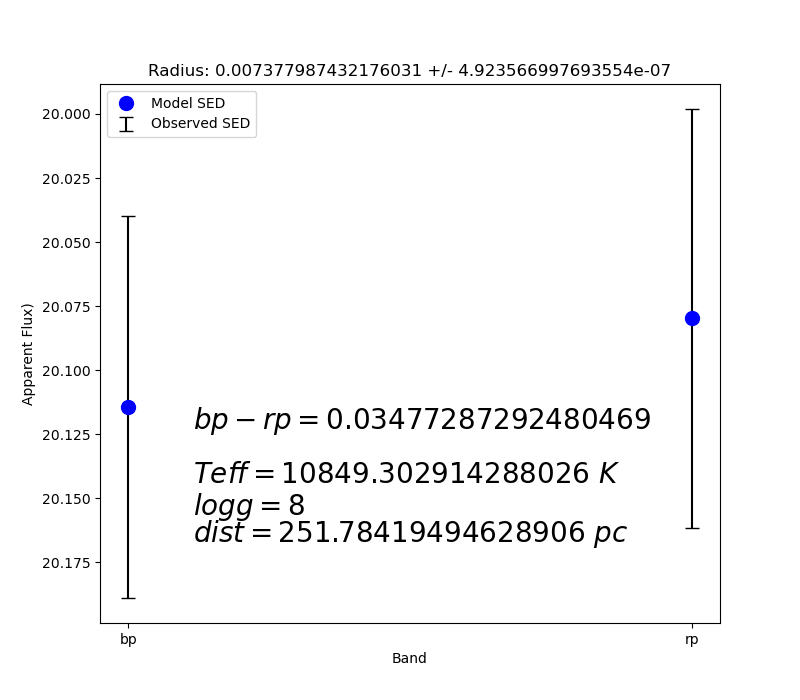 Radius: 0.007377987432176031 +/- 4.923566997693554e-07
Model SED
Observed SED
20.000
20.025
20.050
20.075
20.100
20.125
20.150
20.175
Apparent Flux)
bp − rp = 0.03477287292480469
Teff = 10849.302914288026 K
logg = 8
dist = 251.78419494628906 pc
bp
rp
Band